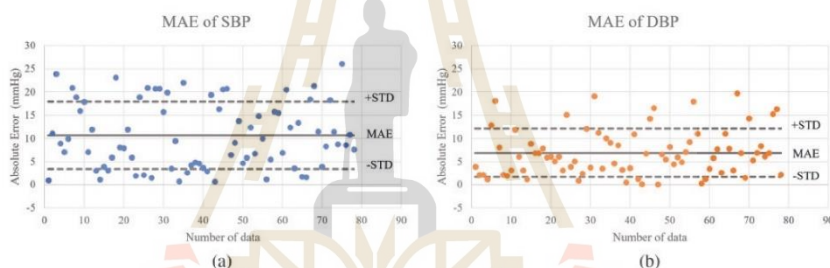 MAE of SBP
30
25
20
15
10
5
0
-5
Absolute Error (mmHg)
+STD
MAE
-STD
0 10 20 30 40 50 60 70 80 90
Number of data
(a)
MAE of DBP
30
25
20
15
10
5
0
-5
Absolute Error (mmHg)
+STD
MAE
-STD
0 10 20 30 40 50 60 70 80 90
Number of data
(b)